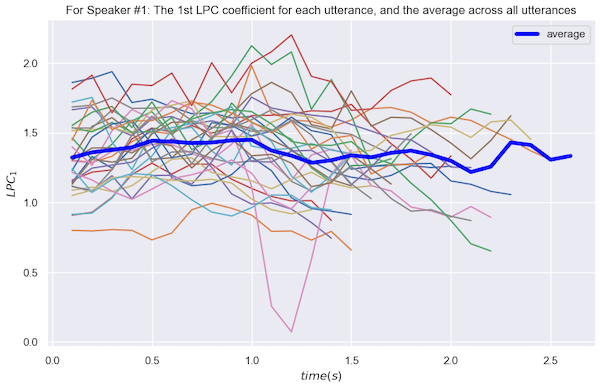 For Speaker #1: The 1st LPC coefficient for each utterance, and the average across all utterances
average
2.0
1.5
1.0
0.5
0.0
LPC₁
0.0 0.5 1.0 1.5 2.0 2.5
time(s)